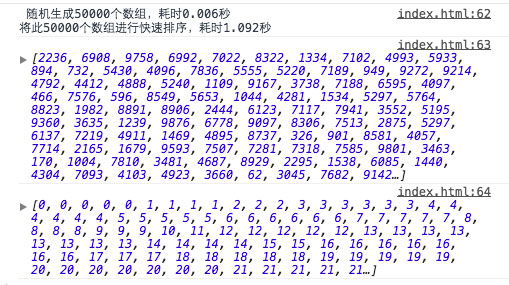 随机生成50000个数组，耗时0.006秒 index.html:62
将此50000个数组进行快速排序，耗时1.092秒
index.html:63
[2236, 6908, 9758, 6992, 7022, 8322, 1334, 7102, 4993, 5933,
894, 732, 5430, 4096, 7836, 5555, 5220, 7189, 949, 9272, 9214,
4792, 4412, 4888, 5240, 1109, 9167, 3738, 7188, 6595, 4097,
466, 7576, 596, 8549, 5653, 1044, 4281, 1534, 5297, 5764,
8823, 1982, 8891, 8906, 2444, 6123, 7117, 7941, 3552, 5195,
9360, 3635, 1239, 9876, 6778, 9097, 8306, 7513, 2875, 5297,
6137, 7219, 4911, 1469, 4895, 8737, 326, 901, 8581, 4057,
7714, 2165, 1679, 9593, 7507, 7281, 7318, 7585, 9801, 3463,
170, 1004, 7810, 3481, 4687, 8929, 2295, 1538, 6085, 1440,
4304, 7093, 4103, 4923, 3660, 62, 3045, 7682, 9142…]
index.html:64
[0, 0, 0, 0, 0, 1, 1, 1, 1, 2, 2, 2, 3, 3, 3, 3, 3, 3, 4, 4,
4, 4, 4, 4, 5, 5, 5, 5, 5, 6, 6, 6, 6, 6, 6, 7, 7, 7, 7, 7, 8,
8, 8, 8, 9, 9, 9, 10, 11, 12, 12, 12, 12, 12, 13, 13, 13, 13,
13, 13, 13, 13, 14, 14, 14, 14, 15, 15, 16, 16, 16, 16, 16,
16, 16, 17, 17, 17, 18, 18, 18, 18, 18, 19, 19, 19, 19, 19,
20, 20, 20, 20, 20, 20, 20, 21, 21, 21, 21, 21…]